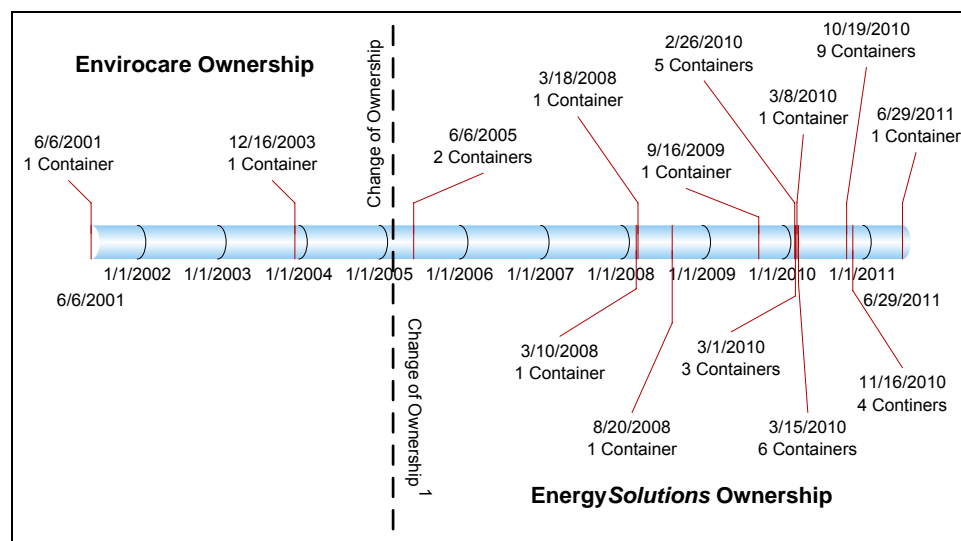 Envirocare Ownership
Change of Ownership
6/6/2001
1 Container
12/16/2003
1 Container
6/6/2005
2 Containers
3/18/2008
1 Container
9/16/2009
1 Container
2/26/2010
5 Containers
3/8/2010
1 Container
10/19/2010
9 Containers
6/29/2011
1 Container
1/1/2002
1/1/2003
1/1/2004
1/1/2005
1/1/2006
1/1/2007
1/1/2008
1/1/2009
1/1/2010
1/1/2011
6/6/2001
6/29/2011
Change of Ownership 1
3/10/2008
1 Container
8/20/2008
1 Container
3/1/2010
3 Containers
3/15/2010
6 Containers
11/16/2010
4 Continers
EnergySolutions Ownership